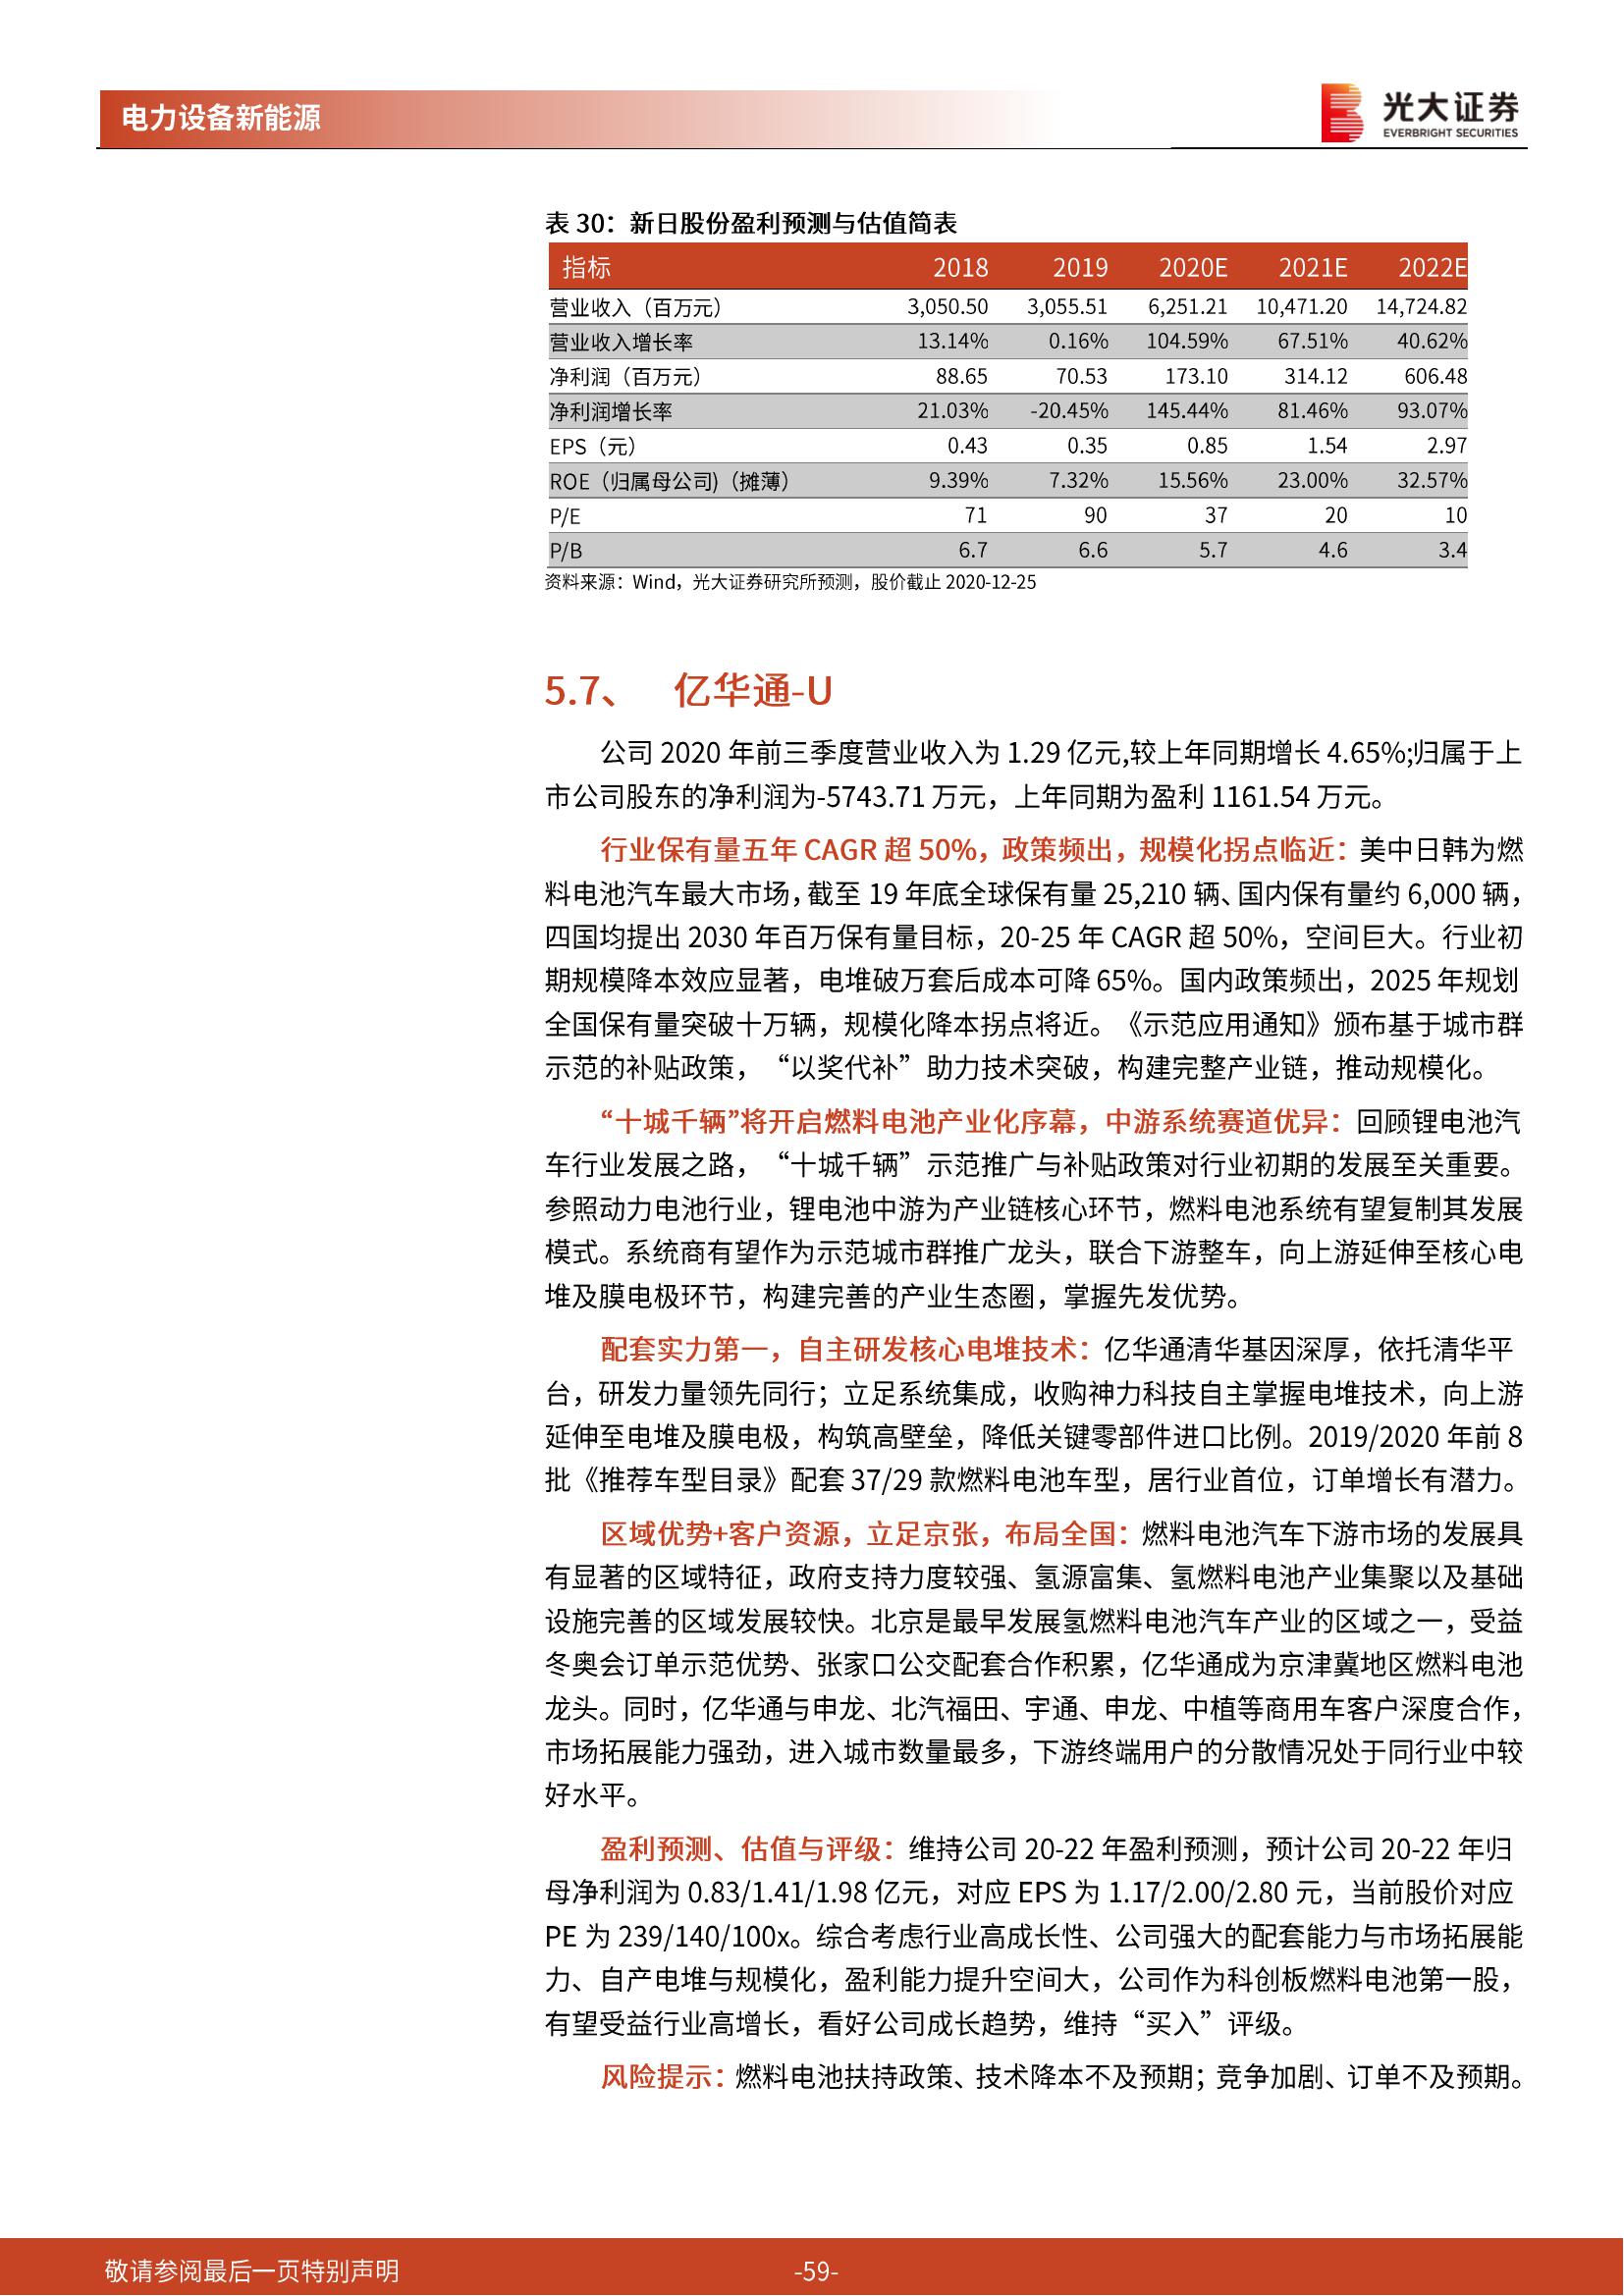 电力设备新能源
光大证券
EVERBRIGHT SECURITIES
表 30：新日股份盈利预测与估值简表
指标 2018 2019 2020E 2021E 2022E
营业收入（百万元） 3,050.50 3,055.51 6,251.21 10,471.20 14,724.82
营业收入增长率 13.14% 0.16% 104.59% 67.51% 40.62%
净利润（百万元） 88.65 70.53 173.10 314.12 606.48
净利润增长率 21.03% -20.45% 145.44% 81.46% 93.07%
EPS（元） 0.43 0.35 0.85 1.54 2.97
ROE（归属母公司)（摊薄） 9.39% 7.32% 15.56% 23.00% 32.57%
P/E 71 90 37 20 10
P/B 6.7 6.6 5.7 4.6 3.4
资料来源：Wind，光大证券研究所预测，股价截止 2020-12-25
5.7、 亿华通-U
公司 2020 年前三季度营业收入为 1.29 亿元,较上年同期增长 4.65%;归属于上
市公司股东的净利润为-5743.71 万元，上年同期为盈利 1161.54 万元。
行业保有量五年 CAGR 超 50%，政策频出，规模化拐点临近：美中日韩为燃
料电池汽车最大市场，截至 19 年底全球保有量 25,210 辆、国内保有量约 6,000 辆，
四国均提出 2030 年百万保有量目标，20-25 年 CAGR 超 50%，空间巨大。行业初
期规模降本效应显著，电堆破万套后成本可降 65%。国内政策频出，2025 年规划
全国保有量突破十万辆，规模化降本拐点将近。《示范应用通知》颁布基于城市群
示范的补贴政策，“以奖代补”助力技术突破，构建完整产业链，推动规模化。
“十城千辆”将开启燃料电池产业化序幕，中游系统赛道优异：回顾锂电池汽
车行业发展之路，“十城千辆”示范推广与补贴政策对行业初期的发展至关重要。
参照动力电池行业，锂电池中游为产业链核心环节，燃料电池系统有望复制其发展
模式。系统商有望作为示范城市群推广龙头，联合下游整车，向上游延伸至核心电
堆及膜电极环节，构建完善的产业生态圈，掌握先发优势。
配套实力第一，自主研发核心电堆技术：亿华通清华基因深厚，依托清华平
台，研发力量领先同行；立足系统集成，收购神力科技自主掌握电堆技术，向上游
延伸至电堆及膜电极，构筑高壁垒，降低关键零部件进口比例。2019/2020 年前 8
批《推荐车型目录》配套 37/29 款燃料电池车型，居行业首位，订单增长有潜力。
区域优势+客户资源，立足京张，布局全国：燃料电池汽车下游市场的发展具
有显著的区域特征，政府支持力度较强、氢源富集、氢燃料电池产业集聚以及基础
设施完善的区域发展较快。北京是最早发展氢燃料电池汽车产业的区域之一，受益
冬奥会订单示范优势、张家口公交配套合作积累，亿华通成为京津冀地区燃料电池
龙头。同时，亿华通与申龙、北汽福田、宇通、申龙、中植等商用车客户深度合作，
市场拓展能力强劲，进入城市数量最多，下游终端用户的分散情况处于同行业中较
好水平。
盈利预测、估值与评级：维持公司 20-22 年盈利预测，预计公司 20-22 年归
母净利润为 0.83/1.41/1.98 亿元，对应 EPS 为 1.17/2.00/2.80 元，当前股价对应
PE 为 239/140/100x。综合考虑行业高成长性、公司强大的配套能力与市场拓展能
力、自产电堆与规模化，盈利能力提升空间大，公司作为科创板燃料电池第一股，
有望受益行业高增长，看好公司成长趋势，维持“买入”评级。
风险提示：燃料电池扶持政策、技术降本不及预期；竞争加剧、订单不及预期。
敬请参阅最后一页特别声明
-59-